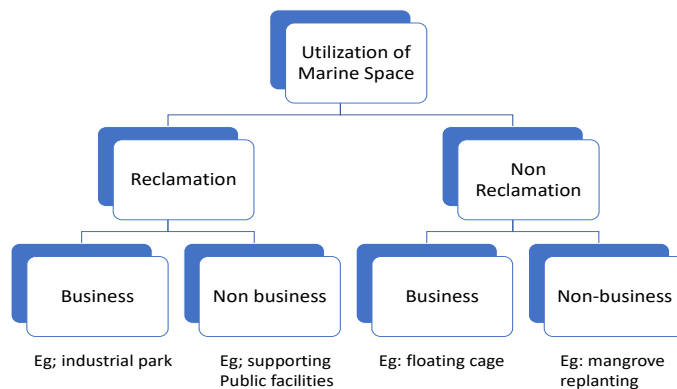 Utilization of
Marine Space
Reclamation
Non
Reclamation
Business
Non business
Business
Non-business
Eg; industrial park
Eg; supporting
Public facilities
Eg: floating cage
Eg: mangrove
replanting